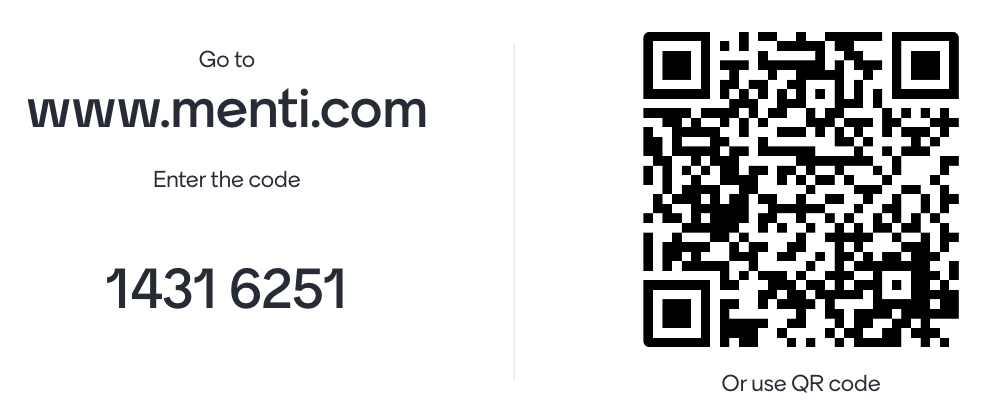 Go to
www.menti.com
Enter the code
1431 6251
Or use QR code